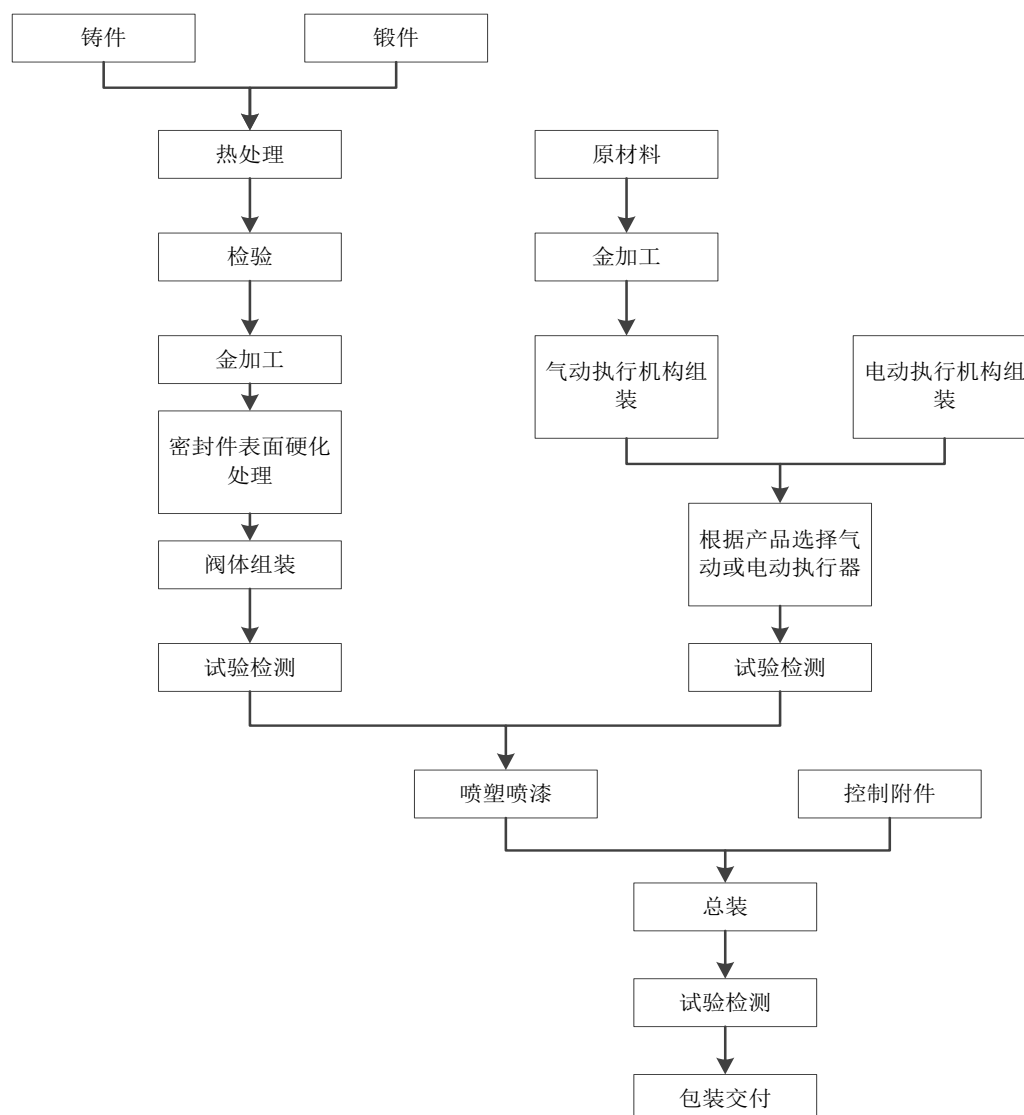 铸件
锻件
热处理
原材料
检验
金加工
金加工
气动执行机构组
装
电动执行机构组
装
密封件表面硬化
处理
根据产品选择气
动或电动执行器
阀体组装
试验检测
试验检测
喷塑喷漆
控制附件
总装
试验检测
包装交付